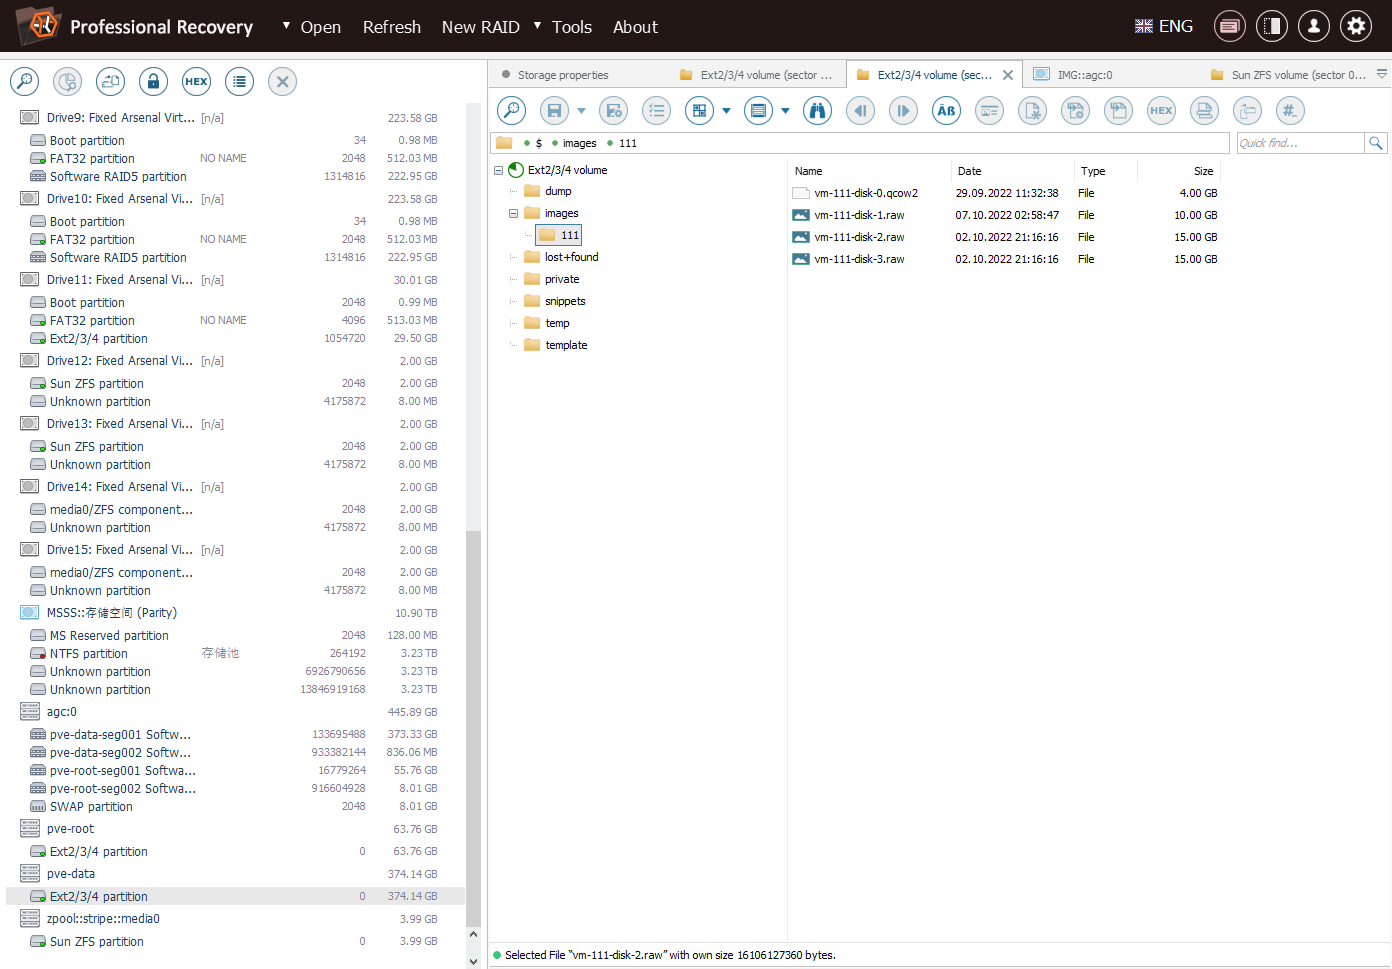 Professional Recovery Open Refresh New RAID Tools About ENG
HEX
Drive9: Fixed Arsenal Virt... [n/a] 223.58 GB
Boot partition 34 0.98 MB
FAT32 partition NO NAME 2048 512.03 MB
Software RAID5 partition 1314816 222.95 GB
Drive10: Fixed Arsenal Vi... [n/a] 223.58 GB
Boot partition 34 0.98 MB
FAT32 partition NO NAME 2048 512.03 MB
Software RAID5 partition 1314816 222.95 GB
Drive11: Fixed Arsenal Vi... [n/a] 30.01 GB
Boot partition 2048 0.99 MB
FAT32 partition NO NAME 4096 513.03 MB
Ext2/3/4 partition 1054720 29.50 GB
Drive12: Fixed Arsenal Vi... [n/a] 2.00 GB
Sun ZFS partition 2048 2.00 GB
Unknown partition 4175872 8.00 MB
Drive13: Fixed Arsenal Vi... [n/a] 2.00 GB
Sun ZFS partition 2048 2.00 GB
Unknown partition 4175872 8.00 MB
Drive14: Fixed Arsenal Vi... [n/a] 2.00 GB
media0/ZFS component... 2048 2.00 GB
Unknown partition 4175872 8.00 MB
Drive15: Fixed Arsenal Vi... [n/a] 2.00 GB
media0/ZFS component... 2048 2.00 GB
Unknown partition 4175872 8.00 MB
MSSS::存储空间 (Parity) 10.90 TB
MS Reserved partition 2048 128.00 MB
NTFS partition 存储池 264192 3.23 TB
Unknown partition 6926790656 3.23 TB
Unknown partition 13846919168 3.23 TB
agc:0 445.89 GB
pve-data-seg001 Softw... 133695488 373.33 GB
pve-data-seg002 Softw... 933382144 836.06 MB
pve-root-seg001 Softwa... 16779264 55.76 GB
pve-root-seg002 Softwa... 916604928 8.01 GB
SWAP partition 2048 8.01 GB
pve-root 63.76 GB
Ext2/3/4 partition 0 63.76 GB
pve-data 374.14 GB
Ext2/3/4 partition 0 374.14 GB
zpool::stripe::media0 3.99 GB
Sun ZFS partition 0 3.99 GB
Storage properties Ext2/3/4 volume (sector ... Ext2/3/4 volume (sec... IMG::agc:0 Sun ZFS volume (sector 0...
Äß HEX #_
$ images 111 Quick find...
Ext2/3/4 volume
dump
images
111
lost+found
private
snippets
temp
template
Name Date Type Size
vm-111-disk-0.qcow2 29.09.2022 11:32:38 File 4.00 GB
vm-111-disk-1.raw 07.10.2022 02:58:47 File 10.00 GB
vm-111-disk-2.raw 02.10.2022 21:16:16 File 15.00 GB
vm-111-disk-3.raw 02.10.2022 21:16:16 File 15.00 GB
Selected File “vm-111-disk-2.raw” with own size 16106127360 bytes.